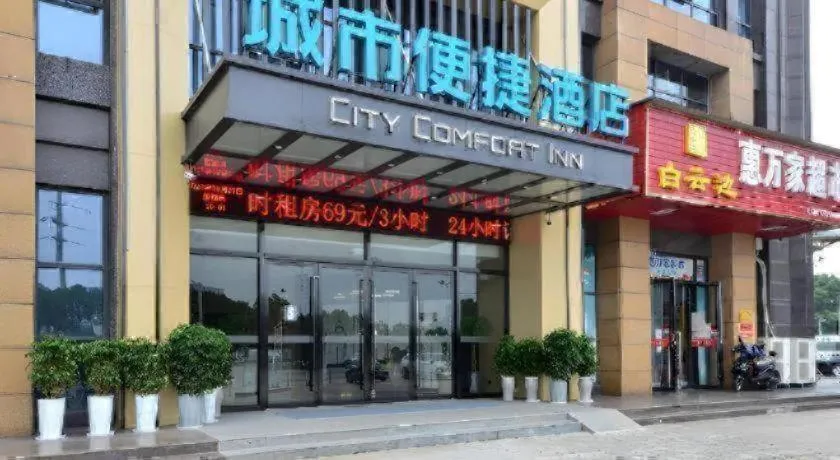 城市便捷酒店
CITY COMFORT INN
时租房69元/3小时 24小时
惠万家超
白云边